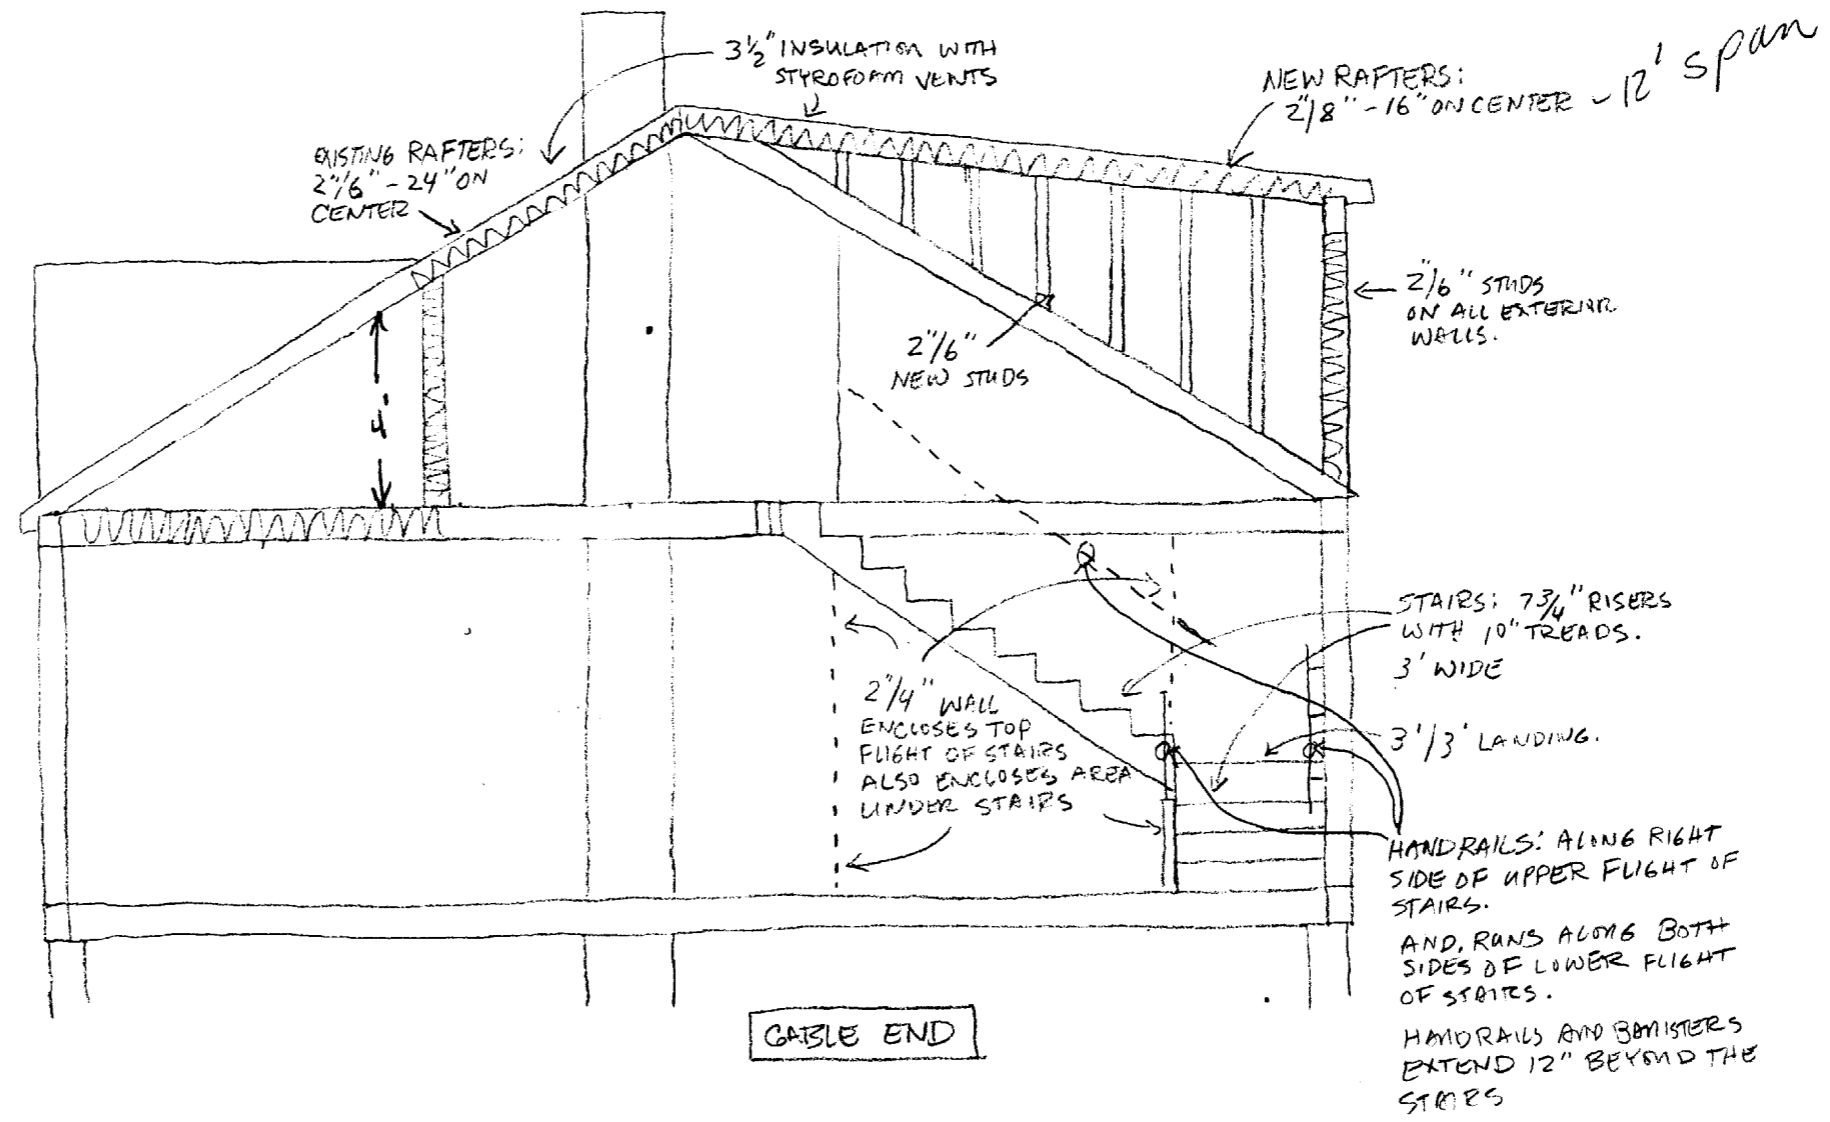 3½" INSULATION WITH
STYROFOAM VENTS
NEW RAFTERS:
2"/8" - 16" ON CENTER - 12' span
EXISTING RAFTERS:
2"/6" - 24" ON
CENTER
2"/6" STUDS
ON ALL EXTERIOR
WALLS.
2"/6"
NEW STUDS
4'
STAIRS: 7¾" RISERS
WITH 10" TREADS.
3' WIDE
2"/4" WALL
ENCLOSES TOP
FLIGHT OF STAIRS
ALSO ENCLOSES AREA
UNDER STAIRS
3'/3' LANDING.
HANDRAILS: ALONG RIGHT
SIDE OF UPPER FLIGHT OF
STAIRS.
AND, RUNS ALONG BOTH
SIDES OF LOWER FLIGHT
OF STAIRS.
HANDRAILS AND BANISTERS
EXTEND 12" BEYOND THE
STAIRS
GABLE END